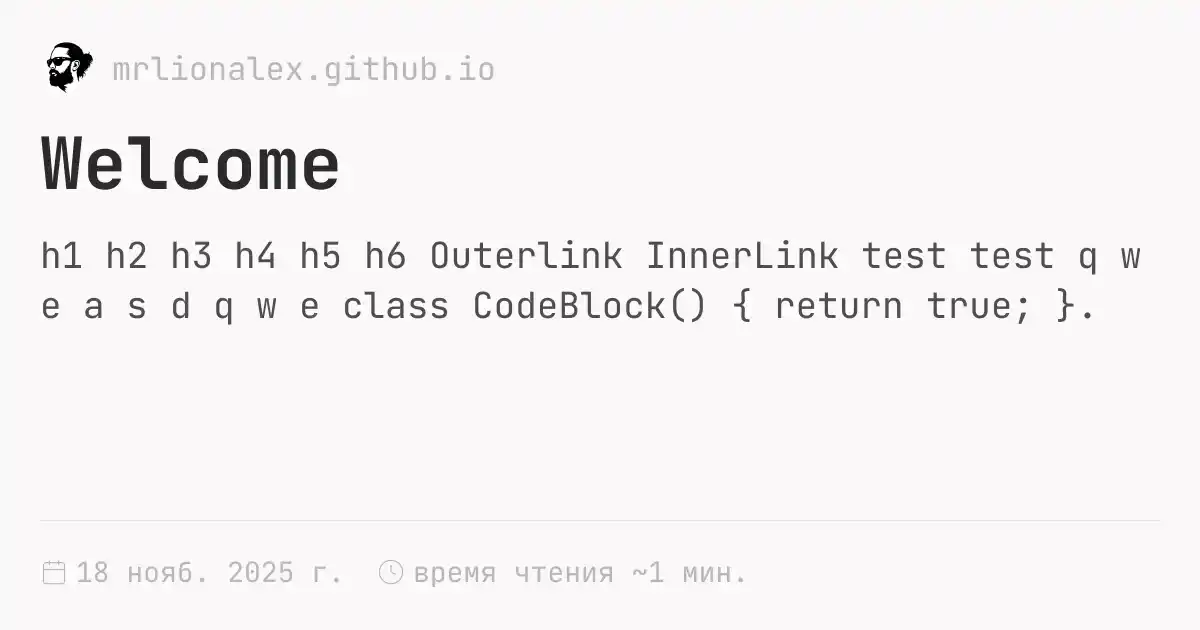 mrlionalex.github.io
Welcome
h1 h2 h3 h4 h5 h6 Outerlink InnerLink test test q w
e a s d q w e class CodeBlock() { return true; }.
18 нояб. 2025 г. время чтения ~1 мин.